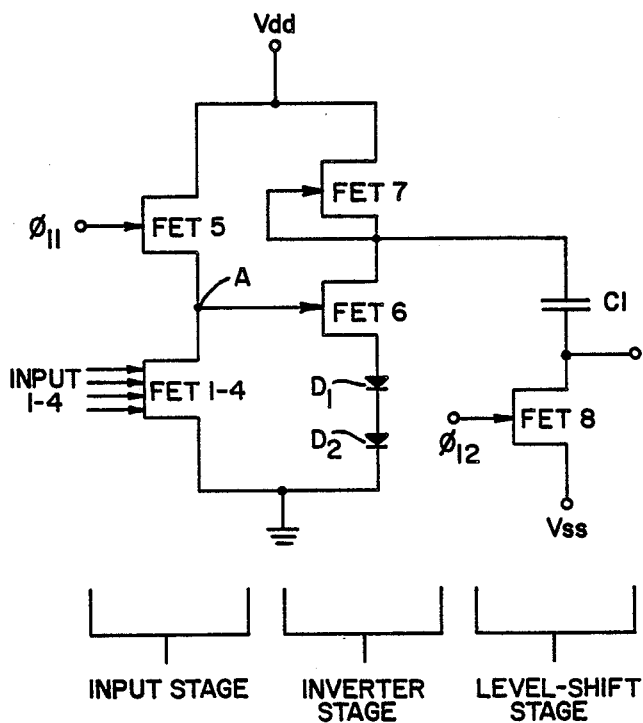 Vdd
FET 7
Ø11
FET 5
A
FET 6
C1
INPUT
1-4
FET 1-4
D1
D2
Ø12
FET 8
Vss
INPUT STAGE
INVERTER
STAGE
LEVEL-SHIFT
STAGE